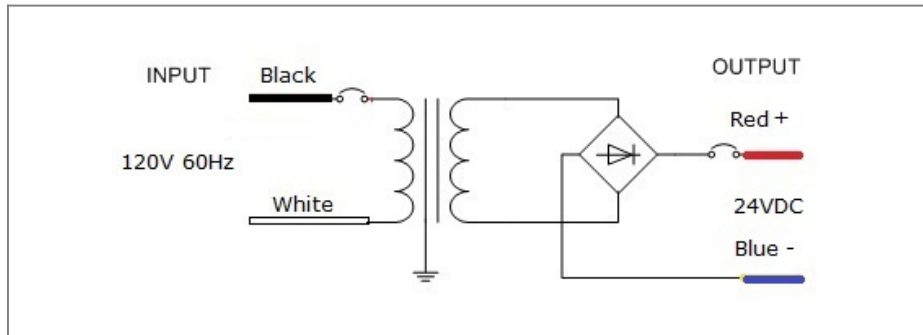 INPUT
Black
120V 60Hz
White
OUTPUT
Red +
24VDC
Blue -